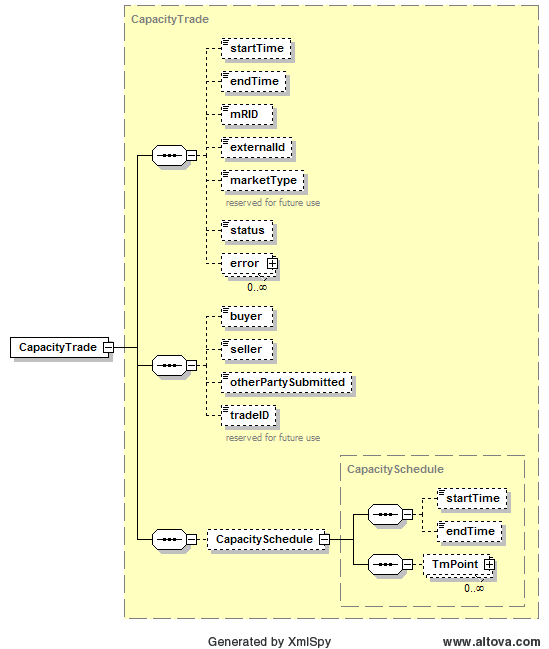 CapacityTrade
startTime
endTime
mRID
externalId
marketType
reserved for future use
status
error
0..∞
CapacityTrade
buyer
seller
otherPartySubmitted
tradeID
reserved for future use
CapacitySchedule
CapacitySchedule
startTime
endTime
TmPoint
0..∞
Generated by XmlSpy
www.altova.com